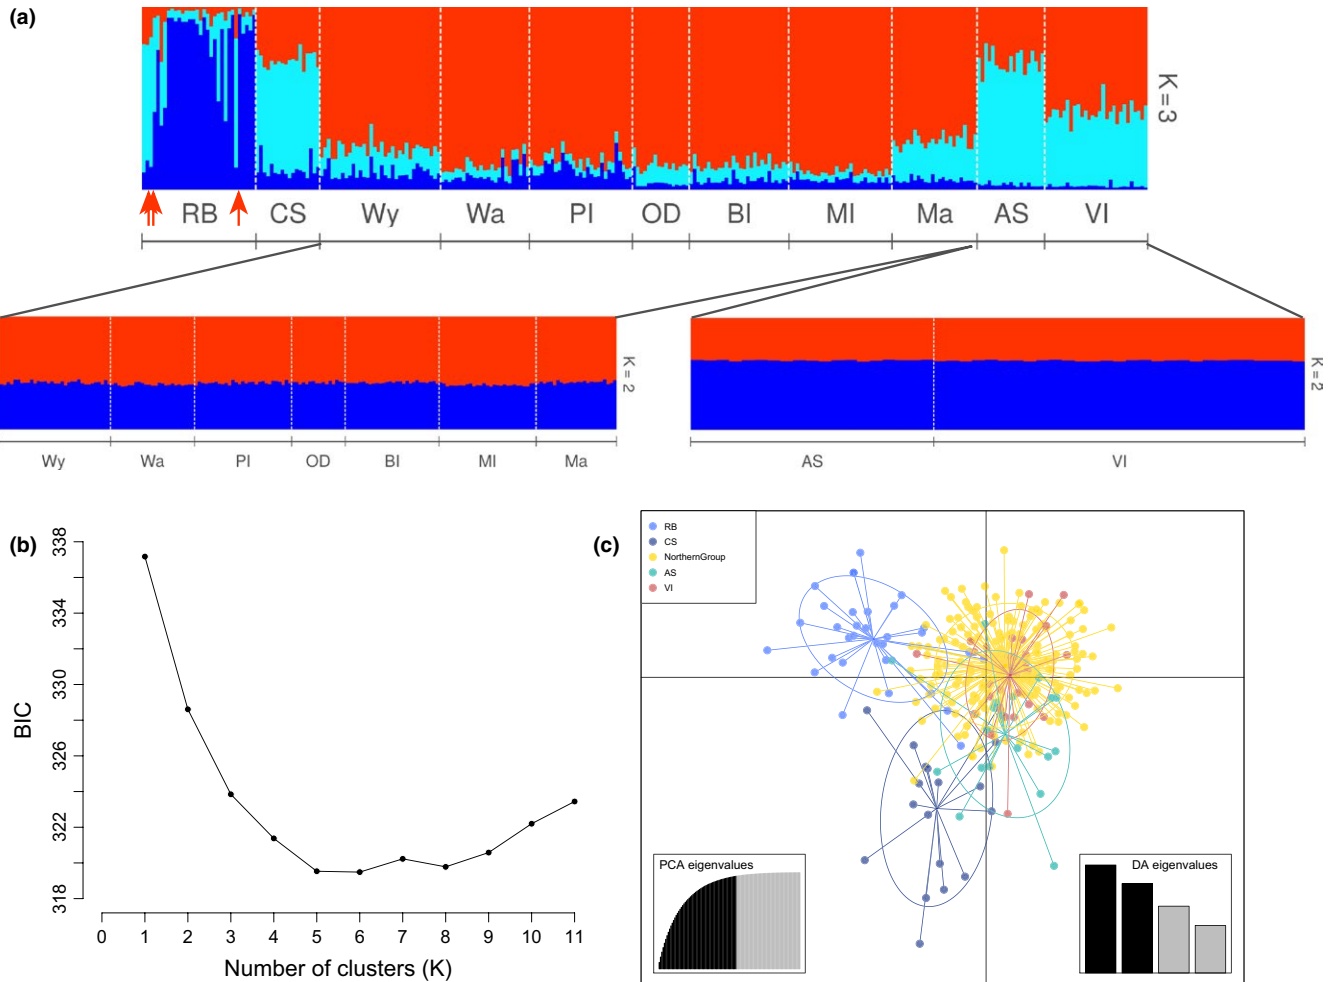 (a)
K = 3
RB CS Wy Wa PI OD BI MI Ma AS VI
K = 2
Wy Wa PI OD BI MI Ma
K = 2
AS VI
(b)
BIC
338
334
330
326
322
318
0 1 2 3 4 5 6 7 8 9 10 11
Number of clusters (K)
(c)
RB
CS
NorthernGroup
AS
VI
PCA eigenvalues
DA eigenvalues